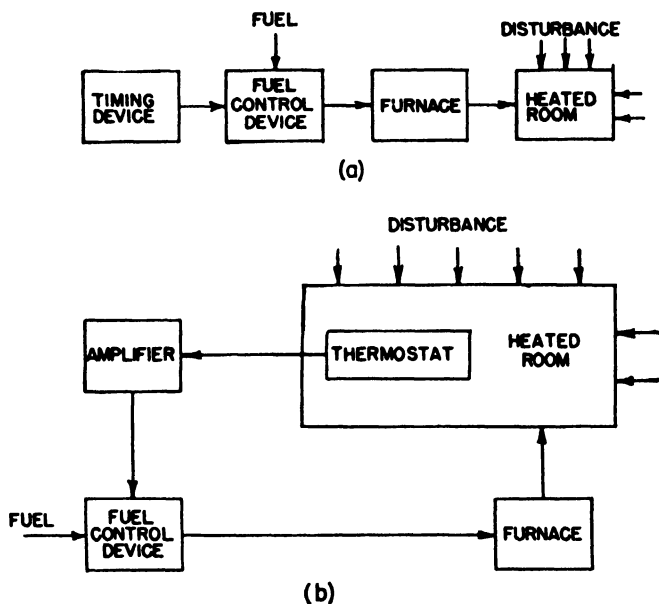 FUEL
DISTURBANCE
TIMING
DEVICE
FUEL
CONTROL
DEVICE
FURNACE
HEATED
ROOM
(a)
DISTURBANCE
AMPLIFIER
THERMOSTAT
HEATED
ROOM
FUEL
FUEL
CONTROL
DEVICE
FURNACE
(b)